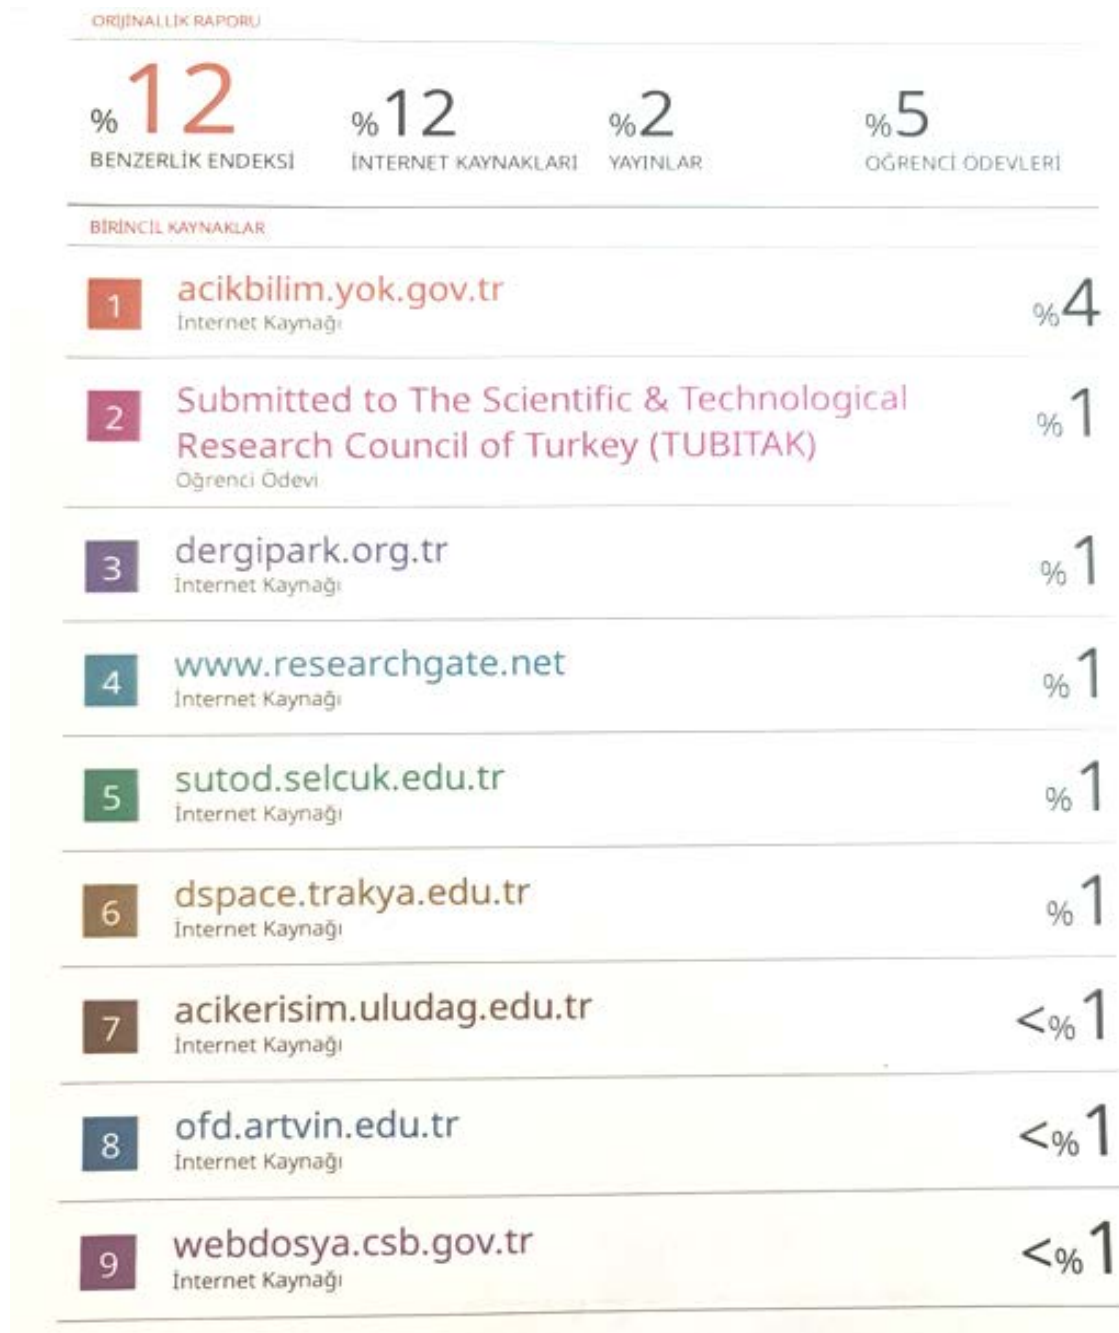 ORİJİNALLİK RAPORU
%12 %12 %2 %5
BENZERLİK ENDEKSİ İNTERNET KAYNAKLARI YAYINLAR ÖĞRENCİ ÖDEVLERİ
BİRİNCİL KAYNAKLAR
1 acikbilim.yok.gov.tr %4
İnternet Kaynağı
2 Submitted to The Scientific & Technological
Research Council of Turkey (TUBITAK) %1
Öğrenci Ödevi
3 dergipark.org.tr %1
İnternet Kaynağı
4 www.researchgate.net %1
İnternet Kaynağı
5 sutod.selcuk.edu.tr %1
İnternet Kaynağı
6 dspace.trakya.edu.tr %1
İnternet Kaynağı
7 acikerisim.uludag.edu.tr <%1
İnternet Kaynağı
8 ofd.artvin.edu.tr <%1
İnternet Kaynağı
9 webdosya.csb.gov.tr <%1
İnternet Kaynağı